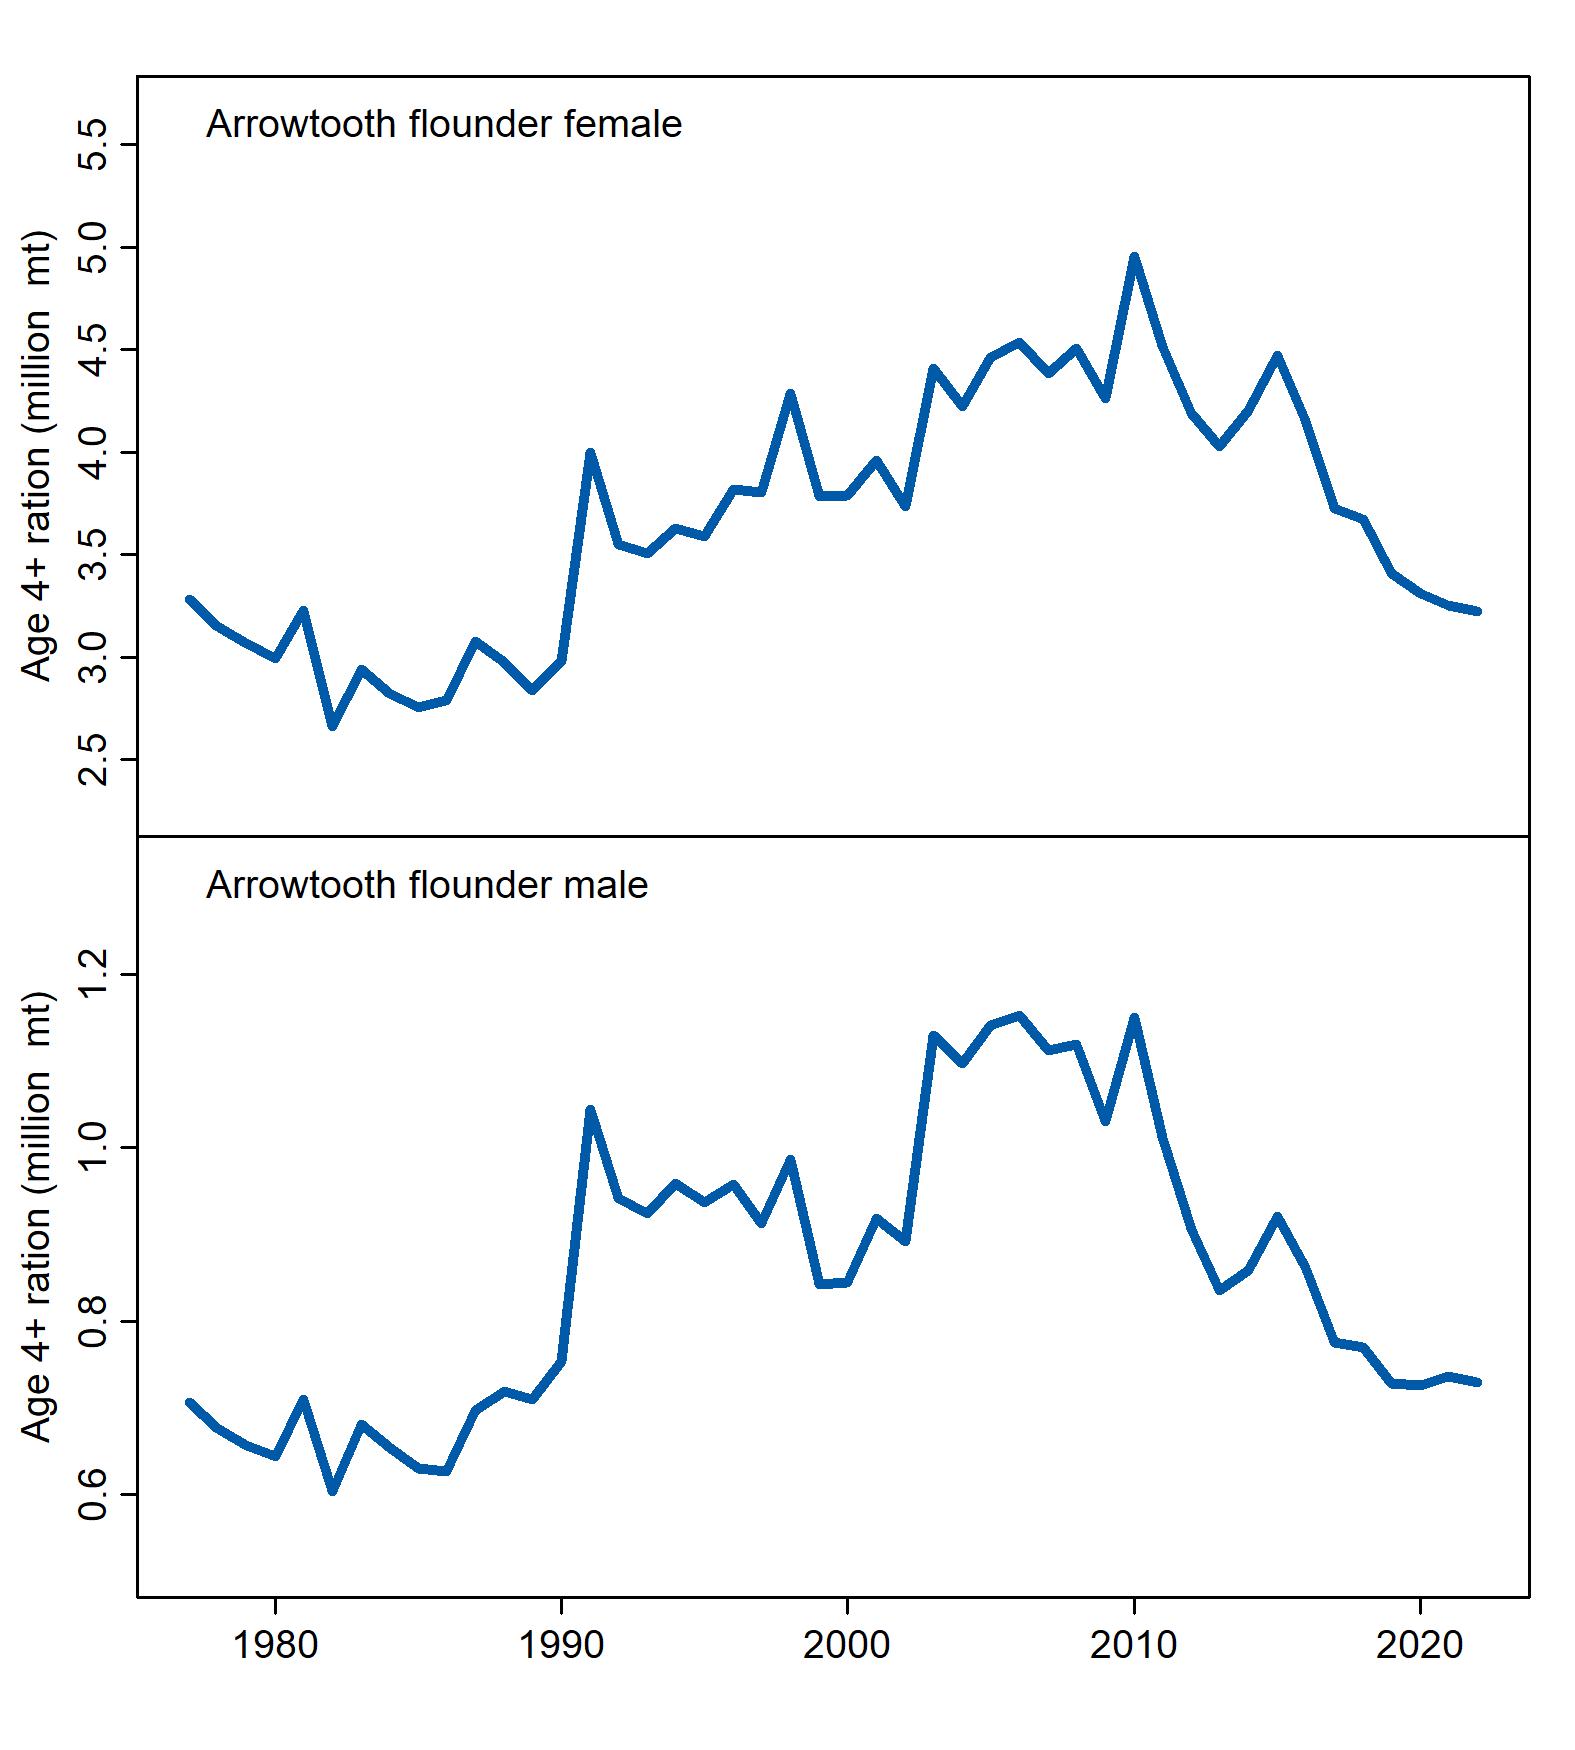 Arrowtooth flounder female
Age 4+ ration (million  mt)
5.5
5.0
4.5
4.0
3.5
3.0
2.5
Arrowtooth flounder male
Age 4+ ration (million  mt)
1.2
1.0
0.8
0.6
1980 1990 2000 2010 2020